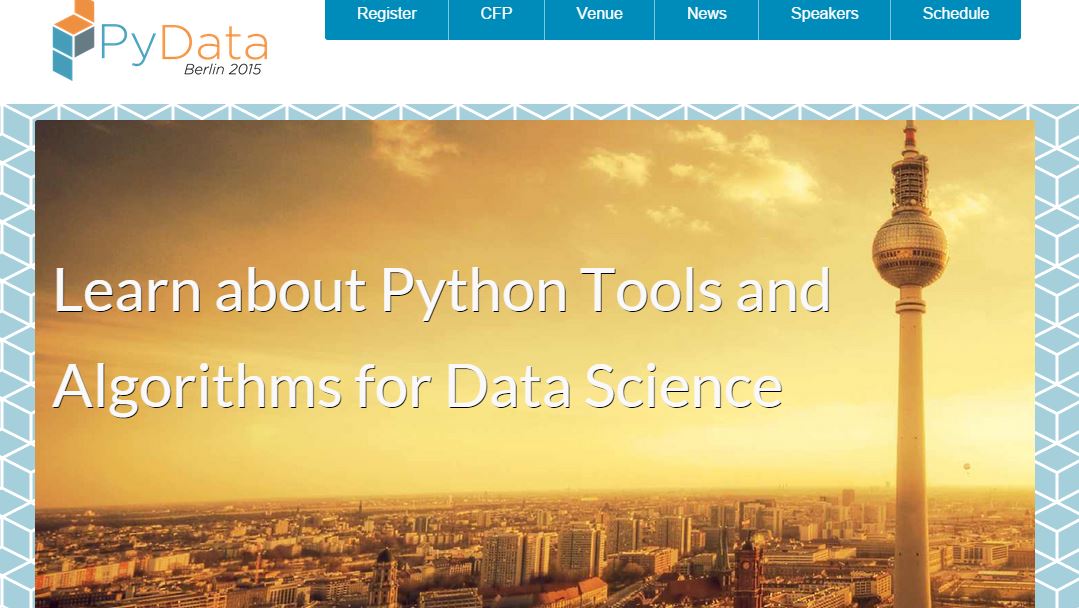 Register CFP Venue News Speakers Schedule
PyData
Berlin 2015
Learn about Python Tools and
Algorithms for Data Science